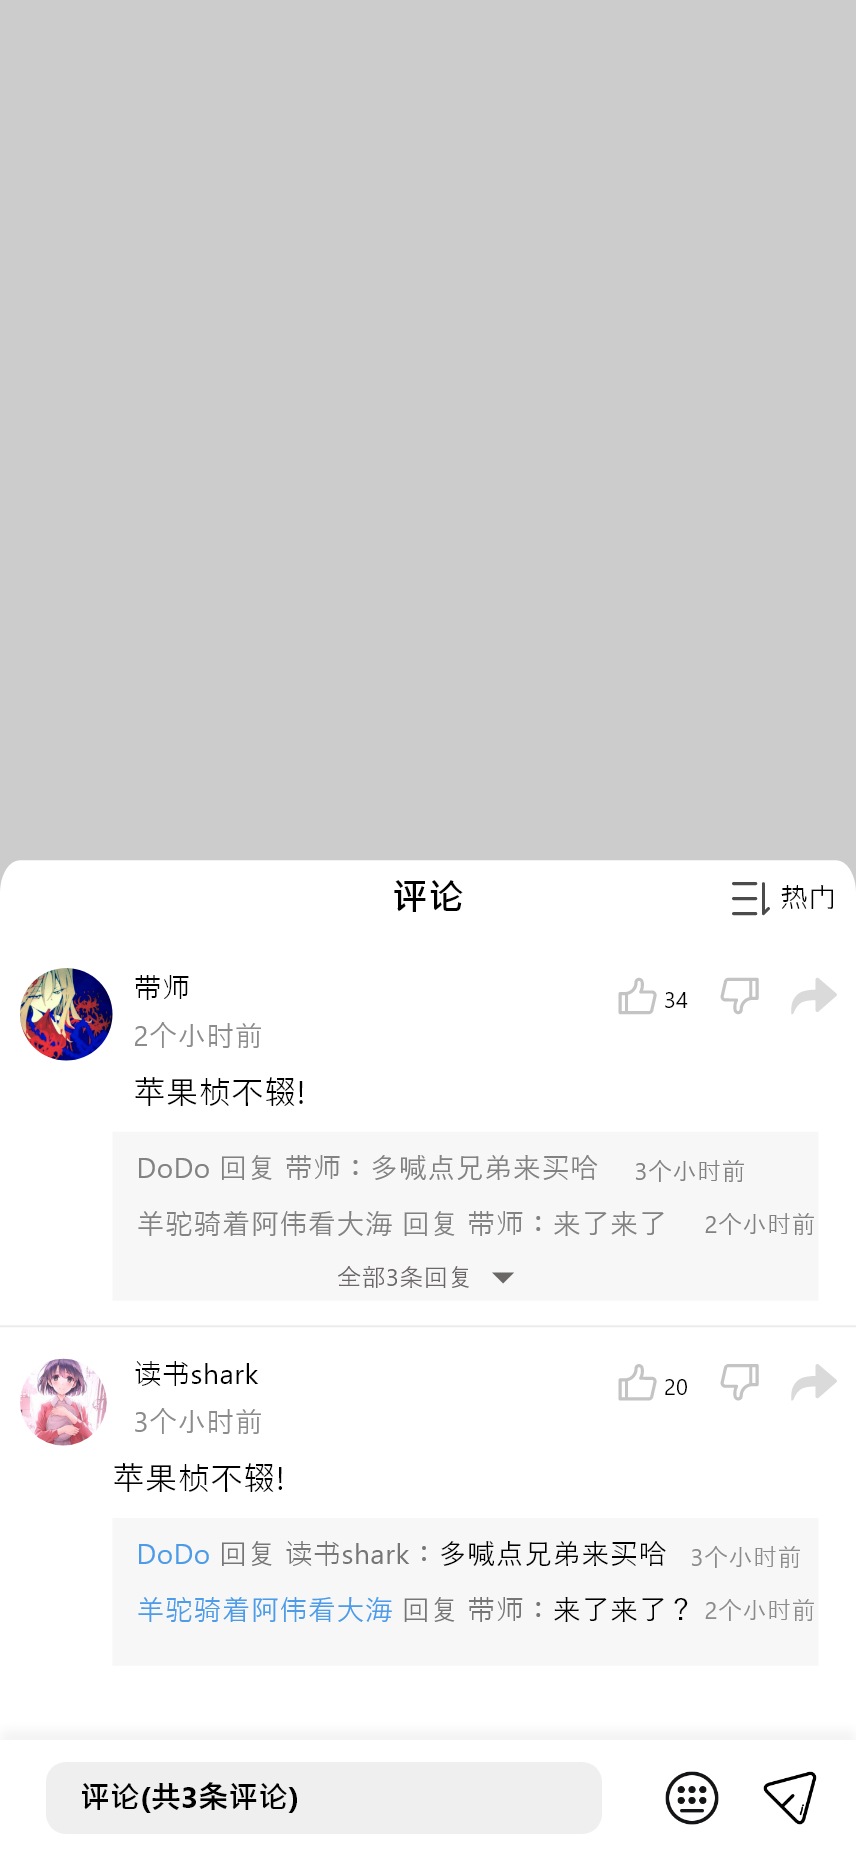 评论
热门
带师
34
2个小时前
苹果桢不辍!
DoDo 回复 带师：多喊点兄弟来买哈 3个小时前
羊驼骑着阿伟看大海 回复 带师：来了来了 2个小时前
全部3条回复
读书shark
20
3个小时前
苹果桢不辍!
DoDo 回复 读书shark：多喊点兄弟来买哈 3个小时前
羊驼骑着阿伟看大海 回复 带师：来了来了？ 2个小时前
评论(共3条评论)